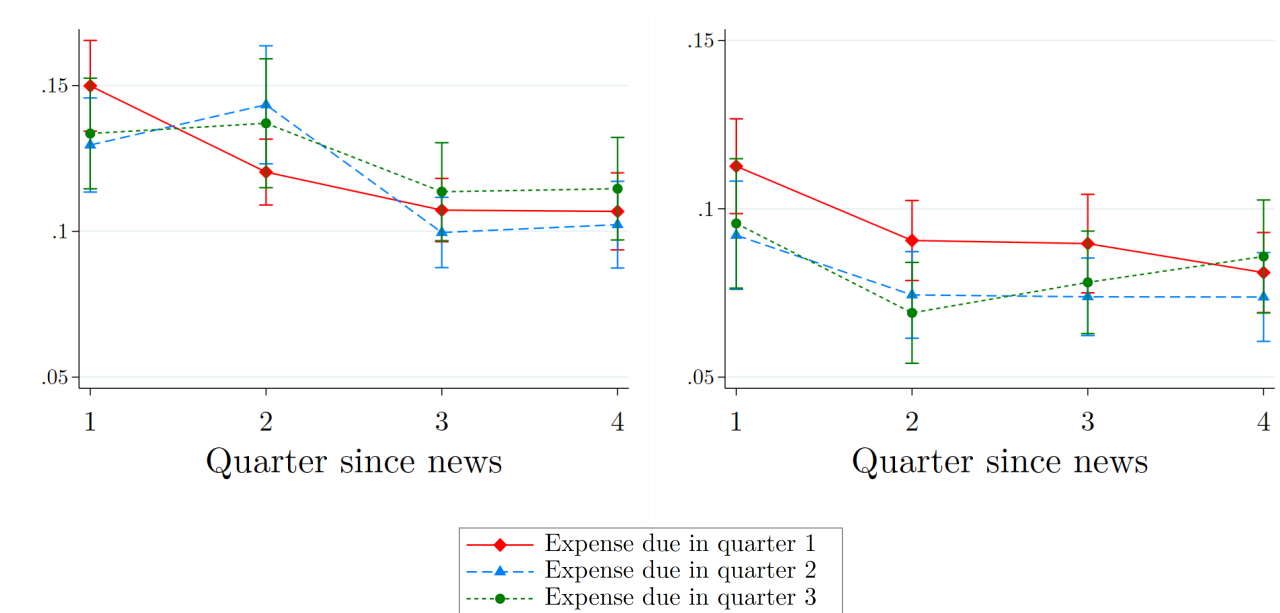 .15
.1
.05
1 2 3 4
Quarter since news
.15
.1
.05
1 2 3 4
Quarter since news
Expense due in quarter 1
Expense due in quarter 2
Expense due in quarter 3